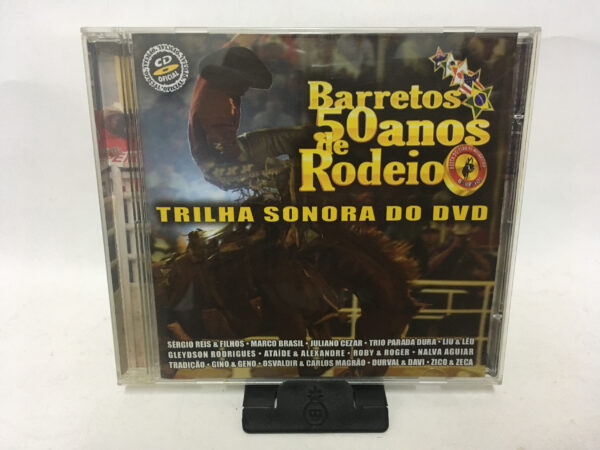 CD
OFICIAL
Barretos
50 anos
de
Rodeio
TRILHA SONORA DO DVD
SÉRGIO REIS & FILHOS • MARCO BRASIL • JULIANO CEZAR • TRIO PARADA DURA • LIU & LÉU
GLEYDSON RODRIGUES • ATAÍDE & ALEXANDRE • ROBY & ROGER • NALVA AGUIAR
TRADIÇÃO • GINO & GENO • OSVALDIR & CARLOS MAGRÃO • DURVAL & DAVI • ZICO & ZECA